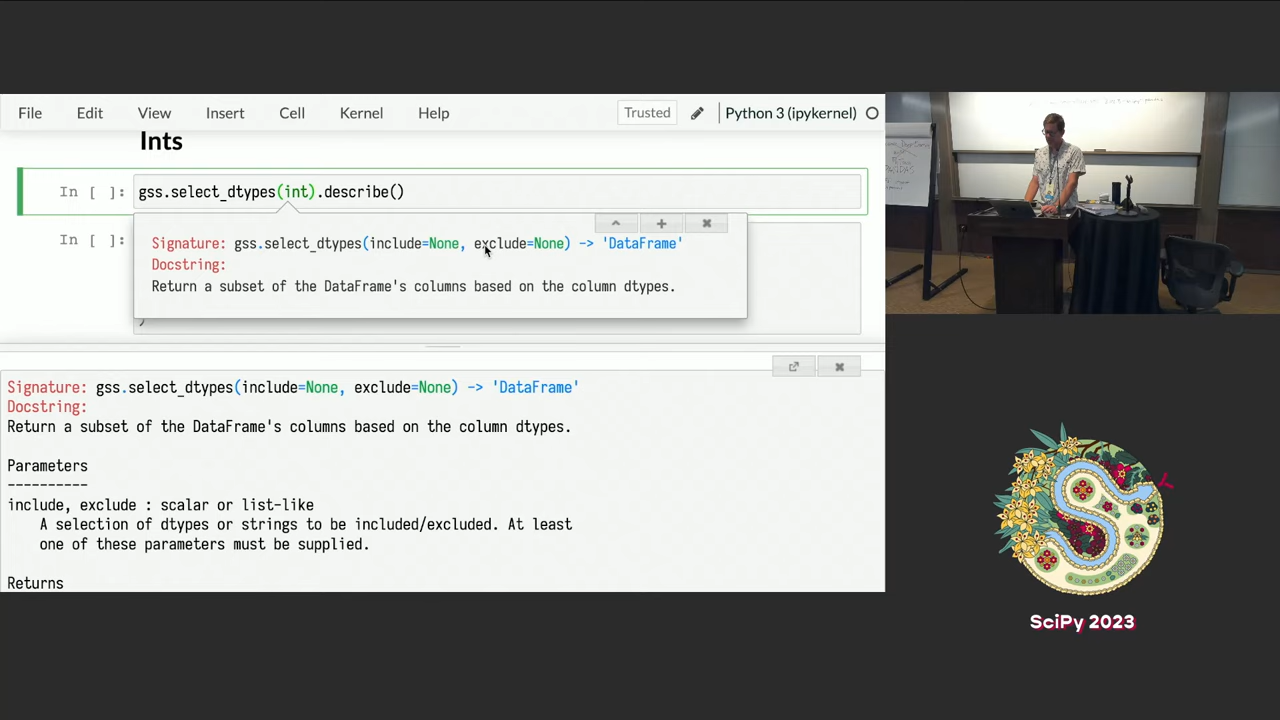 File Edit View Insert Cell Kernel Help Trusted Python 3 (ipykernel)
Ints
In [ ]: gss.select_dtypes(int).describe()
In [ ]:
Signature: gss.select_dtypes(include=None, exclude=None) -> 'DataFrame'
Docstring:
Return a subset of the DataFrame's columns based on the column dtypes.
)
Signature: gss.select_dtypes(include=None, exclude=None) -> 'DataFrame'
Docstring:
Return a subset of the DataFrame's columns based on the column dtypes.
Parameters
----------
include, exclude : scalar or list-like
A selection of dtypes or strings to be included/excluded. At least
one of these parameters must be supplied.
Returns
SciPy 2023